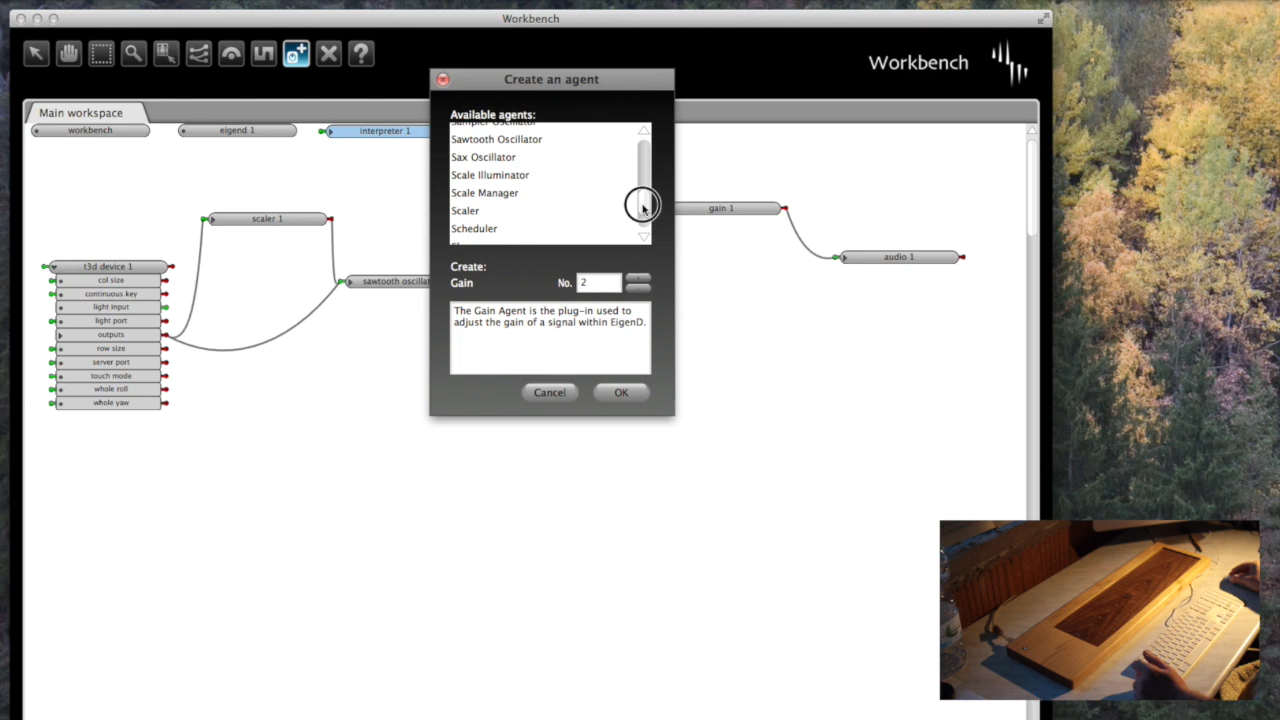 Workbench
Workbench
Main workspace
workbench
eigend 1
interpreter 1
scaler 1
t3d device 1
col size
continuous key
light input
light port
outputs
row size
server port
touch mode
whole roll
whole yaw
sawtooth oscillat
gain 1
audio 1
Create an agent
Available agents:
Sampler Oscillator
Sawtooth Oscillator
Sax Oscillator
Scale Illuminator
Scale Manager
Scaler
Scheduler
Create:
Gain
No. 2
The Gain Agent is the plug-in used to
adjust the gain of a signal within EigenD.
Cancel
OK